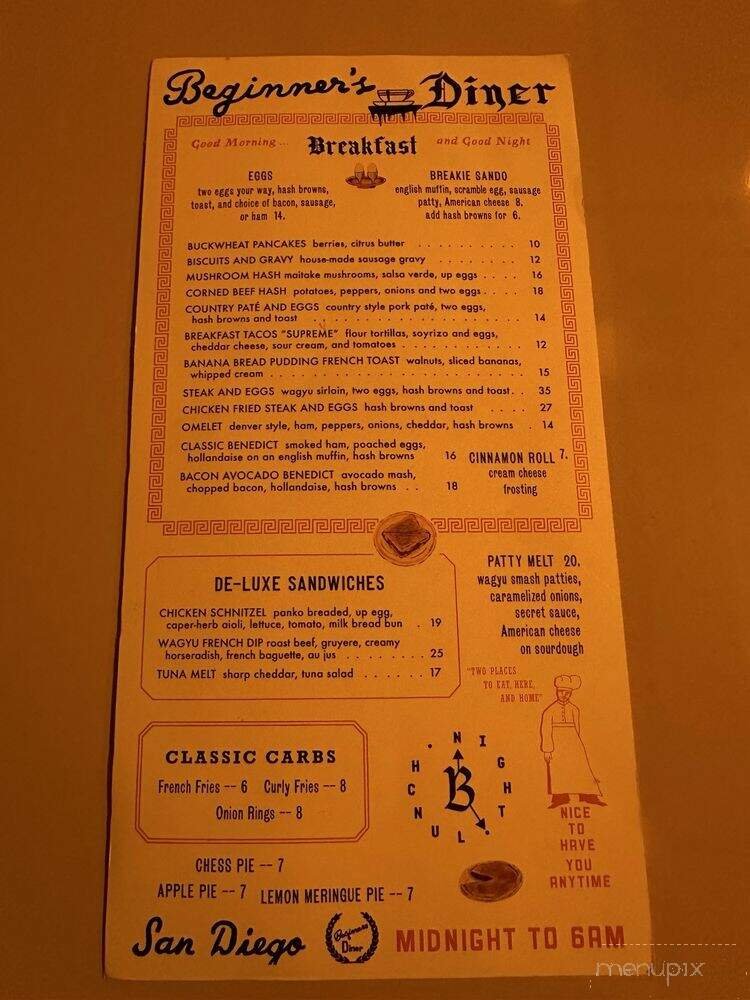 Beginner's Diner
Good Morning... Breakfast and Good Night
EGGS
two eggs your way, hash browns,
toast, and choice of bacon, sausage,
or ham 14.
BREAKIE SANDO
english muffin, scramble egg, sausage
patty, American cheese 8.
add hash browns for 6.
BUCKWHEAT PANCAKES berries, citrus butter . . . . . . . . . . 10
BISCUITS AND GRAVY house-made sausage gravy . . . . . . . . 12
MUSHROOM HASH maitake mushrooms, salsa verde, up eggs . . . . 16
CORNED BEEF HASH potatoes, peppers, onions and two eggs . . . . 18
COUNTRY PATÉ AND EGGS country style pork paté, two eggs,
hash browns and toast . . . . . . . . . . . . . . . . . . . 14
BREAKFAST TACOS "SUPREME" flour tortillas, soyrizo and eggs,
cheddar cheese, sour cream, and tomatoes . . . . . . . . . . 12
BANANA BREAD PUDDING FRENCH TOAST walnuts, sliced bananas,
whipped cream . . . . . . . . . . . . . . . . . . . . . . 15
STEAK AND EGGS wagyu sirloin, two eggs, hash browns and toast. . 35
CHICKEN FRIED STEAK AND EGGS hash browns and toast . . . . 27
OMELET denver style, ham, peppers, onions, cheddar, hash browns . 14
CLASSIC BENEDICT smoked ham, poached eggs,
hollandaise on an english muffin, hash browns 16
BACON AVOCADO BENEDICT avocado mash,
chopped bacon, hollandaise, hash browns . . 18
CINNAMON ROLL 7.
cream cheese
frosting
DE-LUXE SANDWICHES
CHICKEN SCHNITZEL panko breaded, up egg,
caper-herb aioli, lettuce, tomato, milk bread bun . 19
WAGYU FRENCH DIP roast beef, gruyere, creamy
horseradish, french baguette, au jus . . . . . . . . 25
TUNA MELT sharp cheddar, tuna salad . . . . . . 17
PATTY MELT 20.
wagyu smash patties,
caramelized onions,
secret sauce,
American cheese
on sourdough
"TWO PLACES
TO EAT, HERE,
AND HOME"
CLASSIC CARBS
French Fries -- 6 Curly Fries -- 8
Onion Rings -- 8
NIGHT LUNCH
B
NICE
TO
HAVE
YOU
ANYTIME
CHESS PIE -- 7
APPLE PIE -- 7 LEMON MERINGUE PIE -- 7
San Diego Beginner's Diner MIDNIGHT TO 6AM
menupix